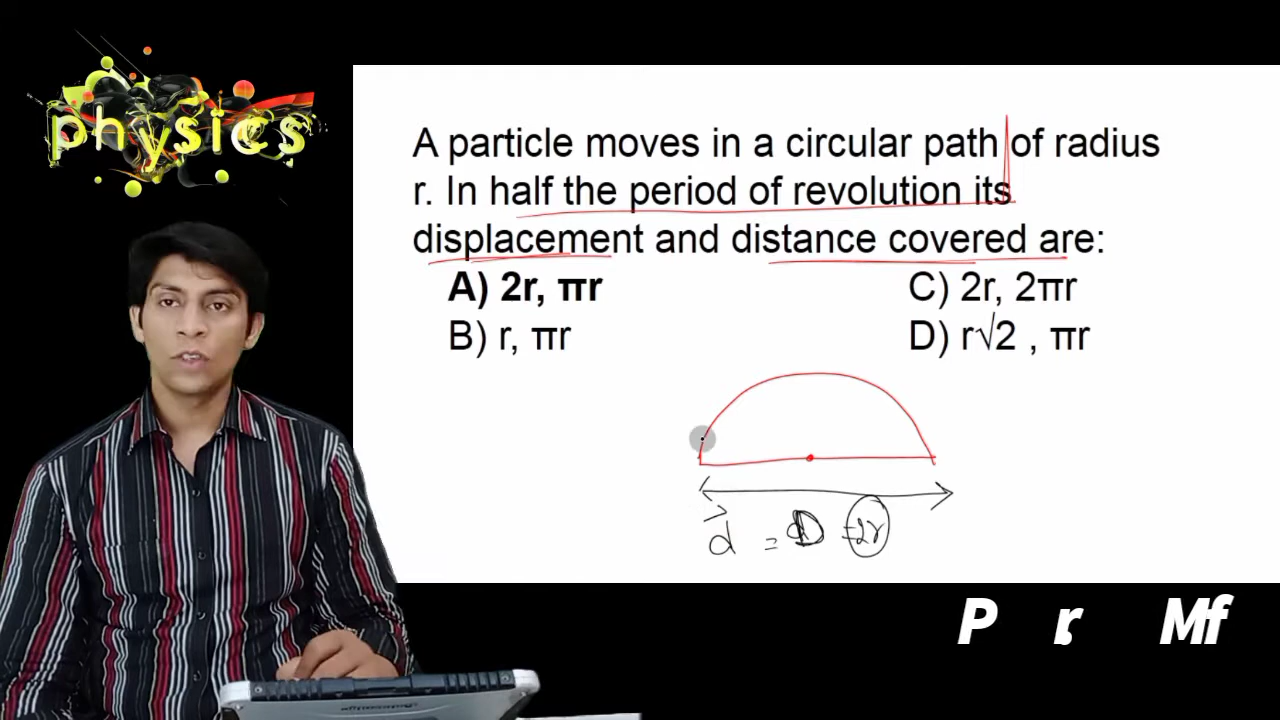 physics
A particle moves in a circular path of radius
r. In half the period of revolution its
displacement and distance covered are:
A) 2r, πr
C) 2r, 2πr
B) r, πr
D) r√2 , πr
d = D = 2r
P r. Mf